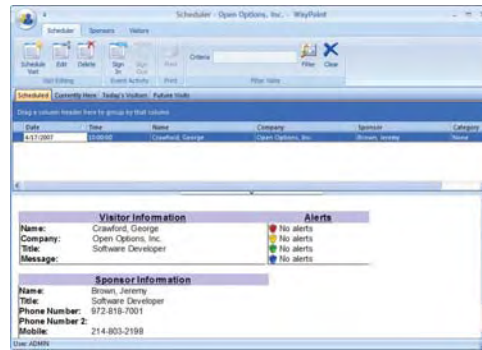 Scheduler - Open Options, Inc. - WayPoint
Scheduler Sponsors Visitors
Schedule Visit Edit Delete Sign In Sign Out Print Criteria Filter Clear
Visit Editing Event Activity Print Filter Visits
Scheduled Currently Here Today's Visitors Future Visits
Drag a column header here to group by that column
Date Time Name Company Sponsor Category
4/17/2007 10:00:00 Crawford, George Open Options, Inc. Brown, Jeremy None
Visitor Information Alerts
Name: Crawford, George No alerts
Company: Open Options, Inc. No alerts
Title: Software Developer No alerts
Message: No alerts
Sponsor Information
Name: Brown, Jeremy
Title: Software Developer
Phone Number: 972-818-7001
Phone Number 2:
Mobile: 214-803-2198
User: ADMIN